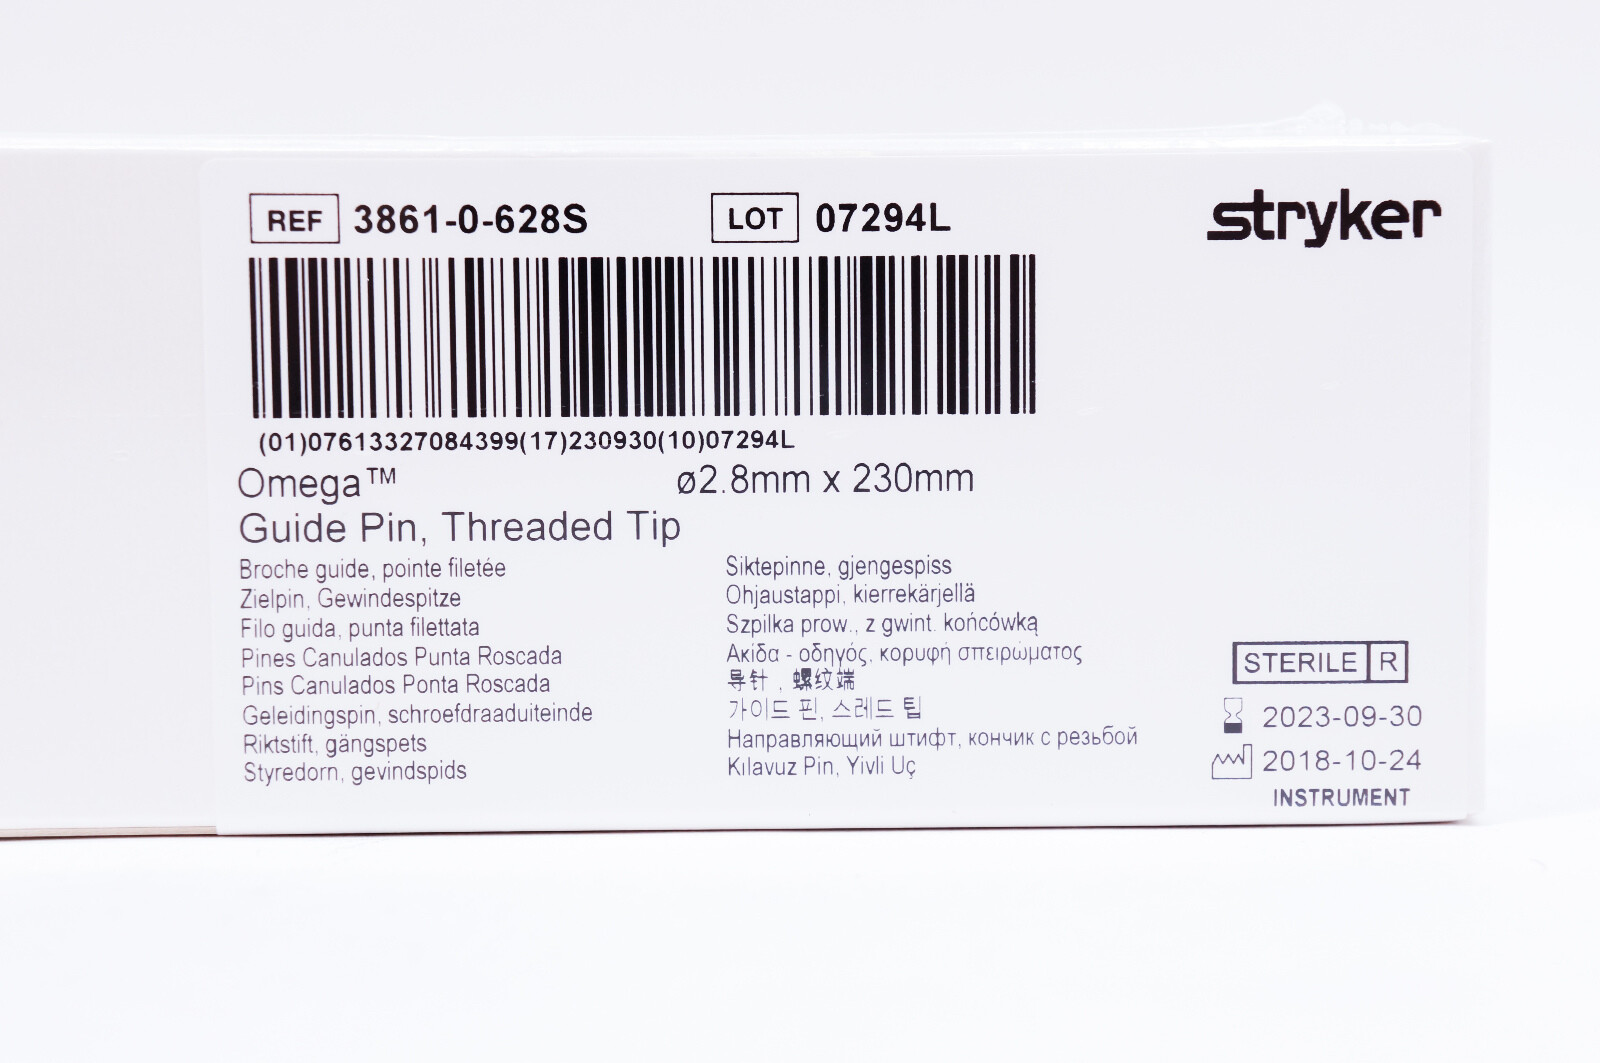 REF 3861-0-628S LOT 07294L
stryker
(01)07613327084399(17)230930(10)07294L
Omega™ ø2.8mm x 230mm
Guide Pin, Threaded Tip
Broche guide, pointe filetée
Zielpin, Gewindespitze
Filo guida, punta filettata
Pines Canulados Punta Roscada
Pins Canulados Ponta Roscada
Geleidingspin, schroefdraaduiteinde
Riktstift, gängspets
Styredorn, gevindspids
Siktepinne, gjengespiss
Ohjaustappi, kierrekärjellä
Szpilka prow., z gwint. końcówką
Ακίδα - οδηγός, κορυφή σπειρώματος
导针，螺纹端
가이드 핀, 스레드 팁
Направляющий штифт, кончик с резьбой
Kılavuz Pin, Yivli Uç
STERILE R
2023-09-30
2018-10-24
INSTRUMENT